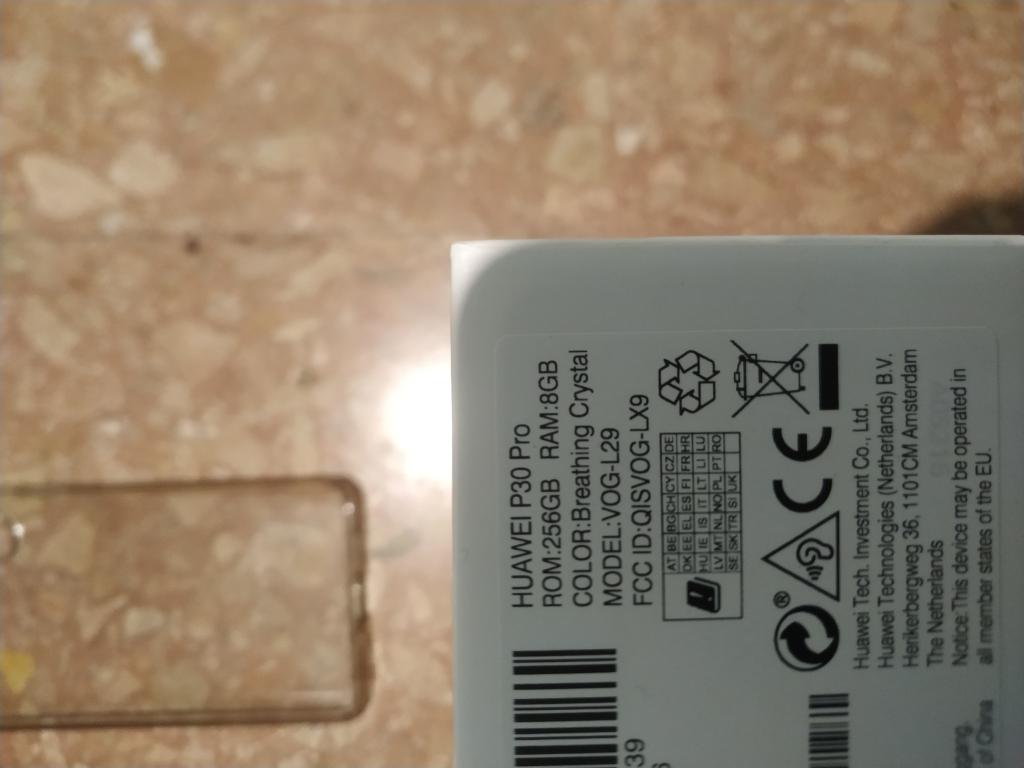 HUAWEI P30 Pro
ROM:256GB RAM:8GB
COLOR:Breathing Crystal
MODEL:VOG-L29
FCC ID:QISVOG-LX9
AT BE BG CH CY CZ DE
DK EE EL ES FI FR HR
HU IE IS IT LT LI LU
LV MT NL NO PL PT RO
SE SK TR SI UK
CE
®
Huawei Tech. Investment Co., Ltd.
Huawei Technologies (Netherlands) B.V.
Herikerbergweg 36, 1101CM Amsterdam
The Netherlands
Notice:This device may be operated in
all member states of the EU.
39
of China